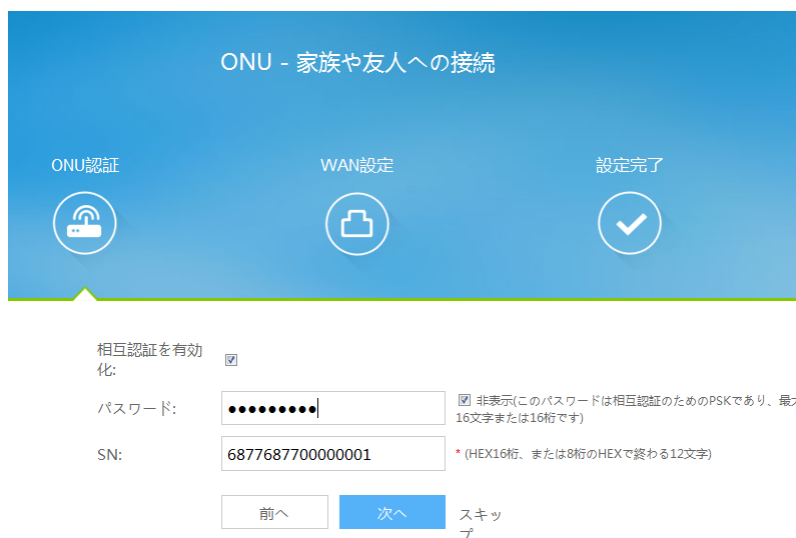 ONU - 家族や友人への接続
ONU認証
WAN設定
設定完了
相互認証を有効
化:
パスワード:
•••••••••
非表示(このパスワードは相互認証のためのPSKであり、最大
16文字または16桁です)
SN:
6877687700000001
* (HEX16桁、または8桁のHEXで終わる12文字)
前へ
次へ
スキッ
プ